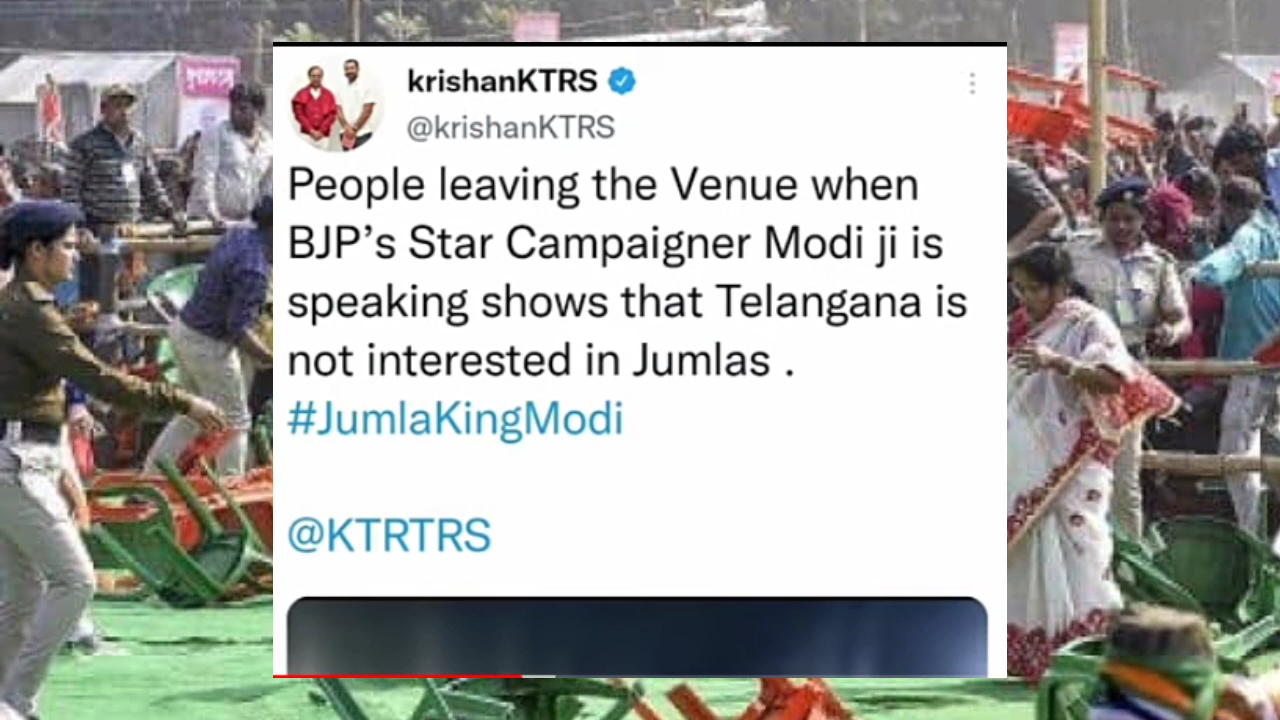 krishanKTRS
@krishanKTRS
People leaving the Venue when
BJP’s Star Campaigner Modi ji is
speaking shows that Telangana is
not interested in Jumlas .
#JumlaKingModi
@KTRTRS